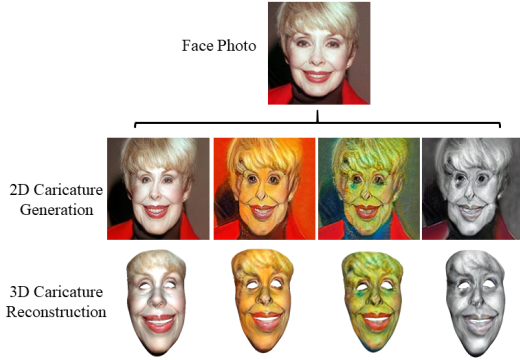 Face Photo
2D Caricature
Generation
3D Caricature
Reconstruction